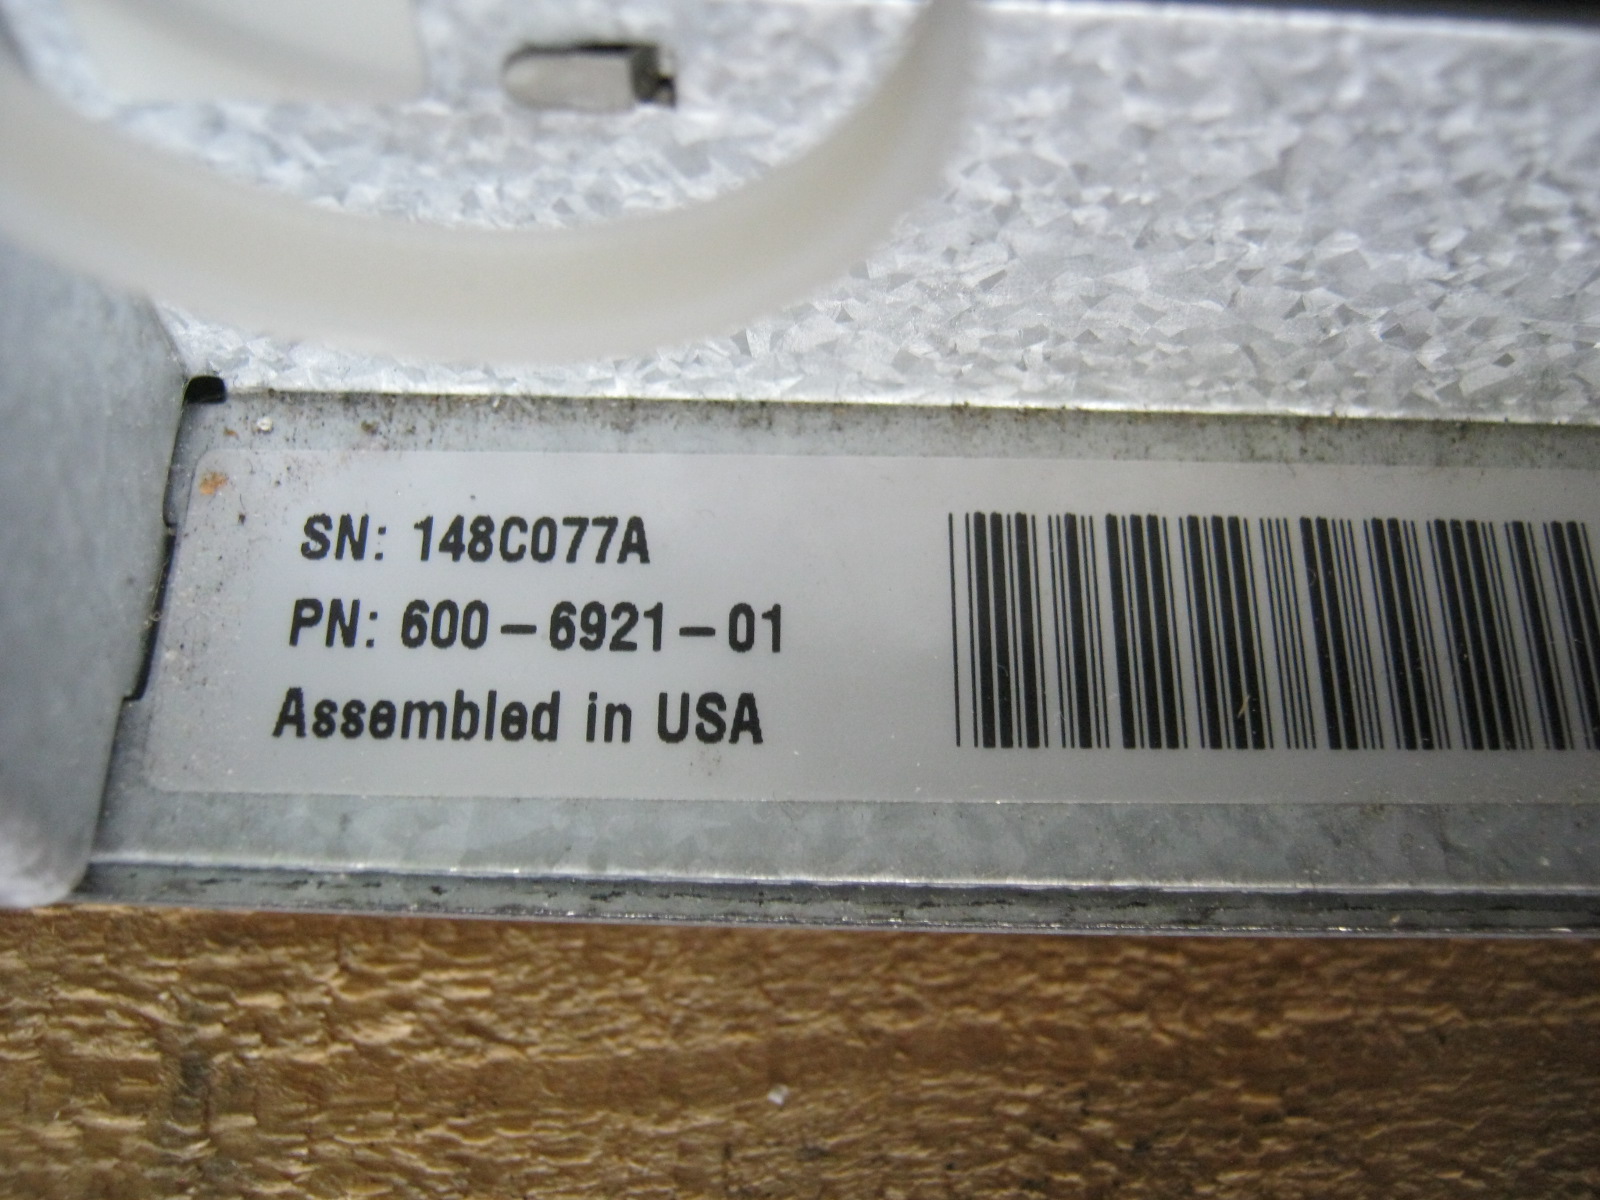 SN: 148C077A
PN: 600-6921-01
Assembled in USA